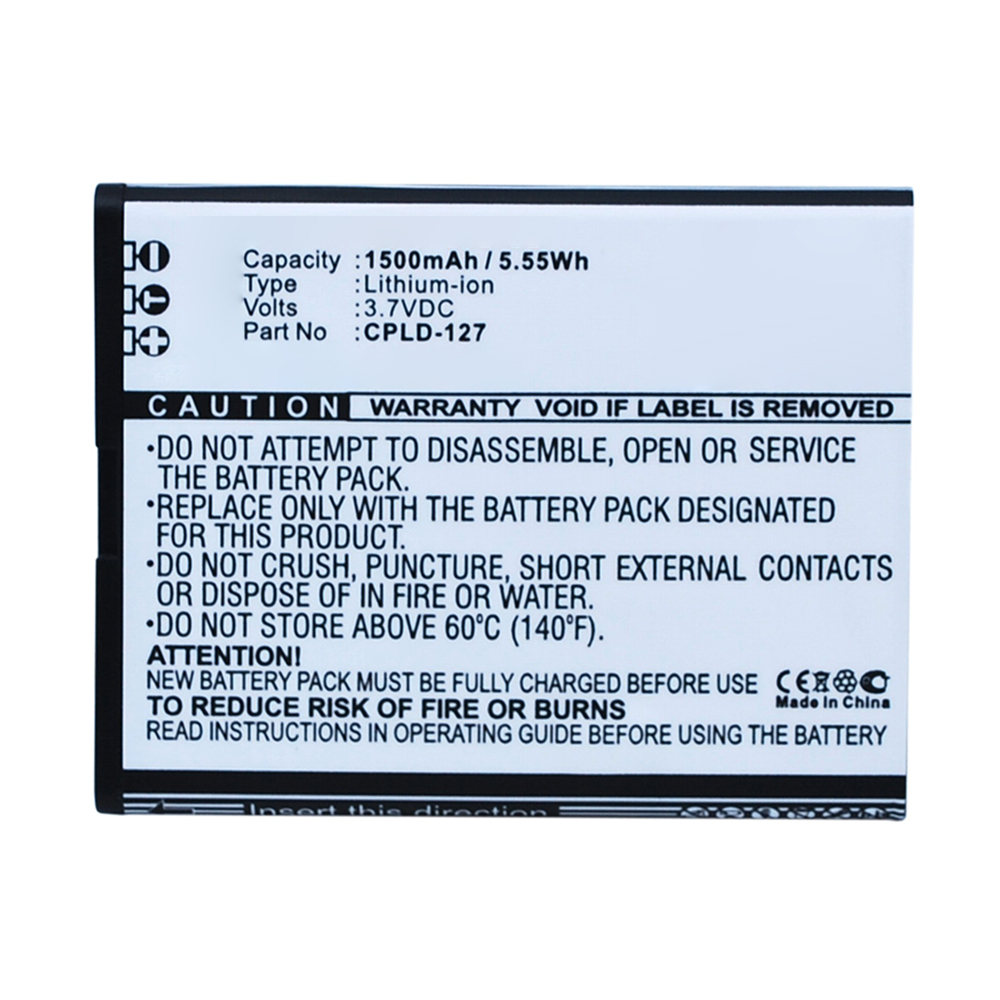 Capacity : 1500mAh / 5.55Wh
Type : Lithium-ion
Volts : 3.7VDC
Part No : CPLD-127
CAUTION WARRANTY VOID IF LABEL IS REMOVED
•DO NOT ATTEMPT TO DISASSEMBLE, OPEN OR SERVICE
THE BATTERY PACK.
•REPLACE ONLY WITH THE BATTERY PACK DESIGNATED
FOR THIS PRODUCT.
•DO NOT CRUSH, PUNCTURE, SHORT EXTERNAL CONTACTS
OR DISPOSE OF IN FIRE OR WATER.
•DO NOT STORE ABOVE 60°C (140°F).
ATTENTION!
NEW BATTERY PACK MUST BE FULLY CHARGED BEFORE USE
TO REDUCE RISK OF FIRE OR BURNS
READ INSTRUCTIONS IN OPERATING GUIDE BEFORE USING THE BATTERY
CE
Made in China
Insert this direction